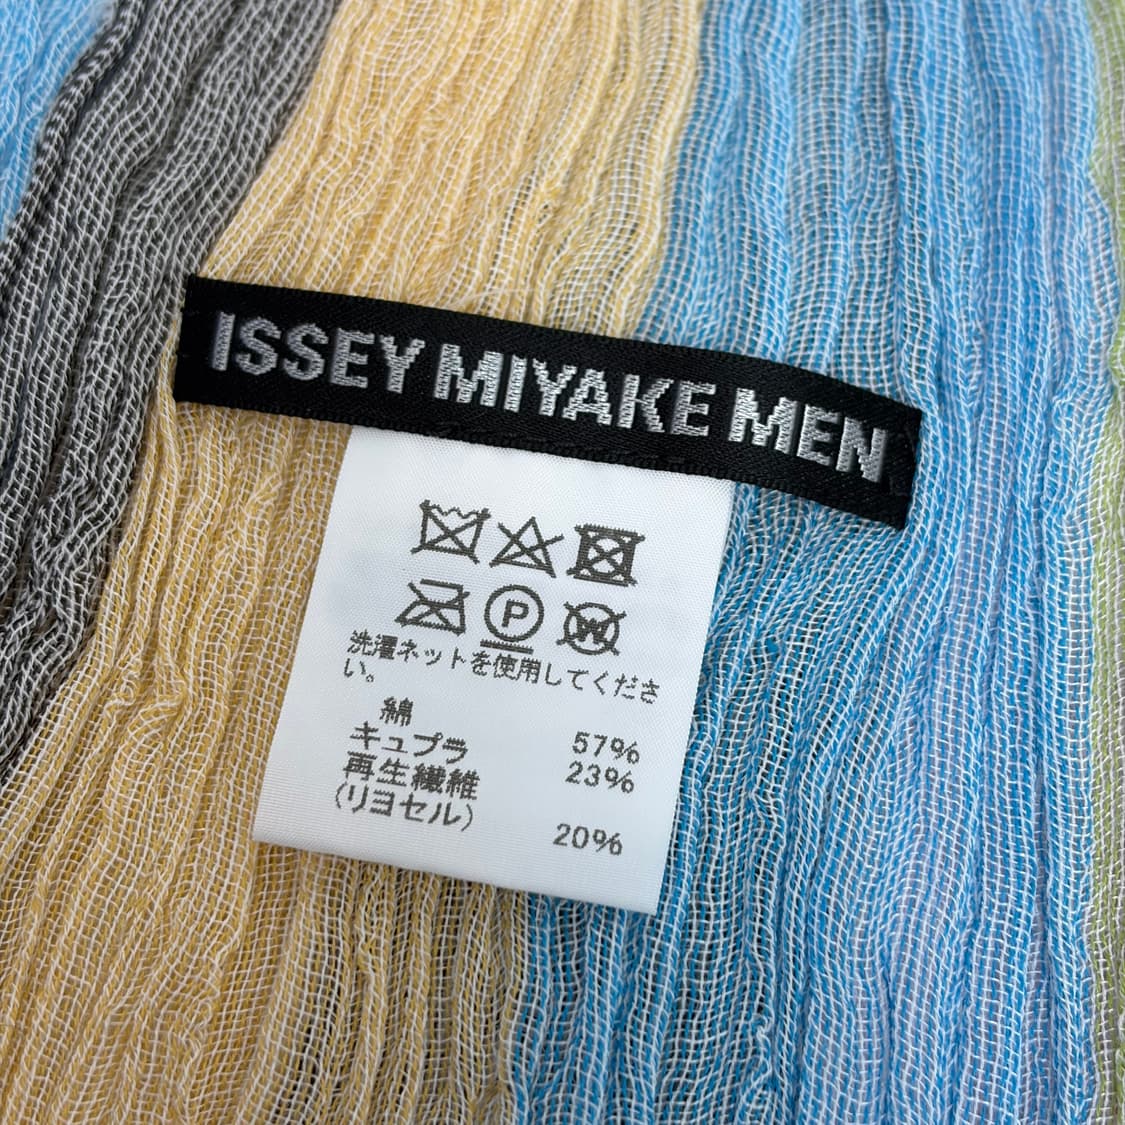 ISSEY MIYAKE MEN
P
W
洗濯ネットを使用してくださ
い。
綿 57%
キュプラ 23%
再生繊維
(リヨセル) 20%